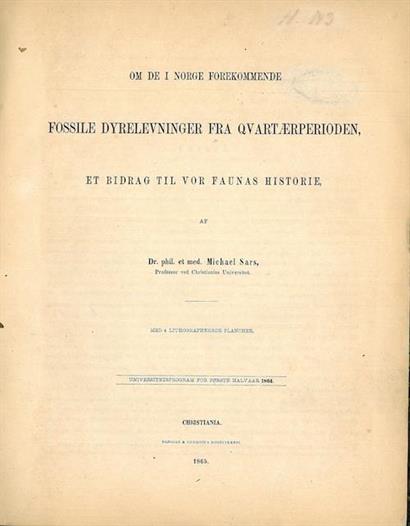 OM DE I NORGE FOREKOMMENDE
FOSSILE DYRELEVNINGER FRA QVARTÆRPERIODEN,
ET BIDRAG TIL VOR FAUNAS HISTORIE,
AF
Dr. phil. et med. Michael Sars,
Professor ved Christianias Universitet.
MED 4 LITHOGRAPHEREDE PLANCHER.
UNIVERSITETSPROGRAM FOR FØRSTE HALVAAR 1864.
CHRISTIANIA.
1865.